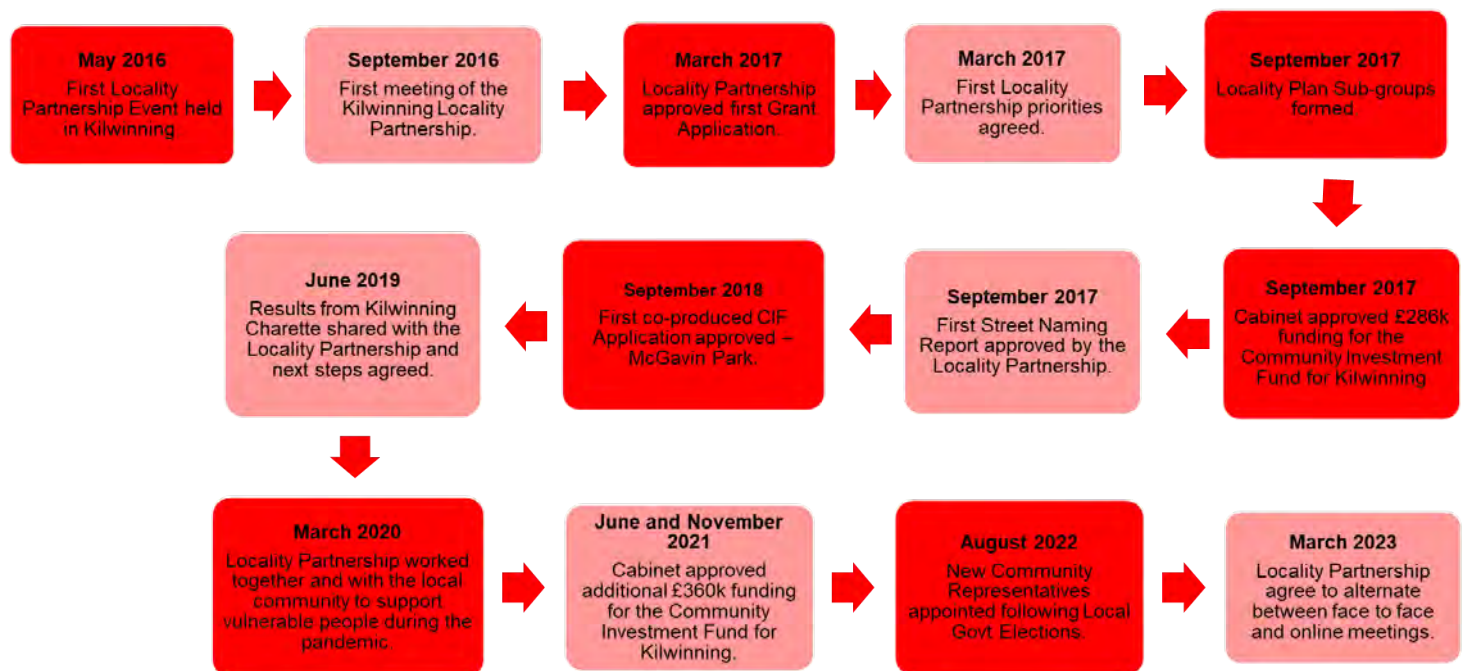 May 2016
First Locality
Partnership Event held
in Kilwinning
September 2016
First meeting of the
Kilwinning Locality
Partnership.
March 2017
Locality Partnership
approved first Grant
Application.
March 2017
First Locality
Partnership priorities
agreed.
September 2017
Locality Plan Sub-groups
formed
September 2017
Cabinet approved £286k
funding for the
Community Investment
Fund for Kilwinning
September 2017
First Street Naming
Report approved by the
Locality Partnership.
September 2018
First co-produced CIF
Application approved –
McGavin Park.
June 2019
Results from Kilwinning
Charette shared with the
Locality Partnership and
next steps agreed.
March 2020
Locality Partnership worked
together and with the local
community to support
vulnerable people during the
pandemic.
June and November
2021
Cabinet approved
additional £360k funding
for the Community
Investment Fund for
Kilwinning.
August 2022
New Community
Representatives
appointed following Local
Govt Elections.
March 2023
Locality Partnership
agree to alternate
between face to face
and online meetings.